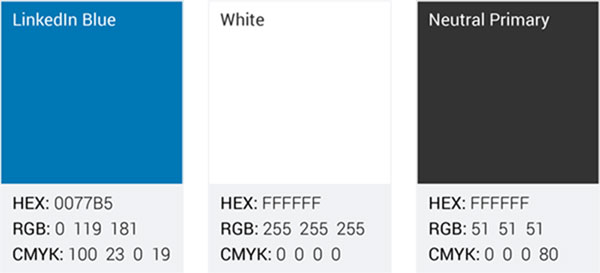 LinkedIn Blue
HEX: 0077B5
RGB: 0 119 181
CMYK: 100 23 0 19
White
HEX: FFFFFF
RGB: 255 255 255
CMYK: 0 0 0 0
Neutral Primary
HEX: FFFFFF
RGB: 51 51 51
CMYK: 0 0 0 80